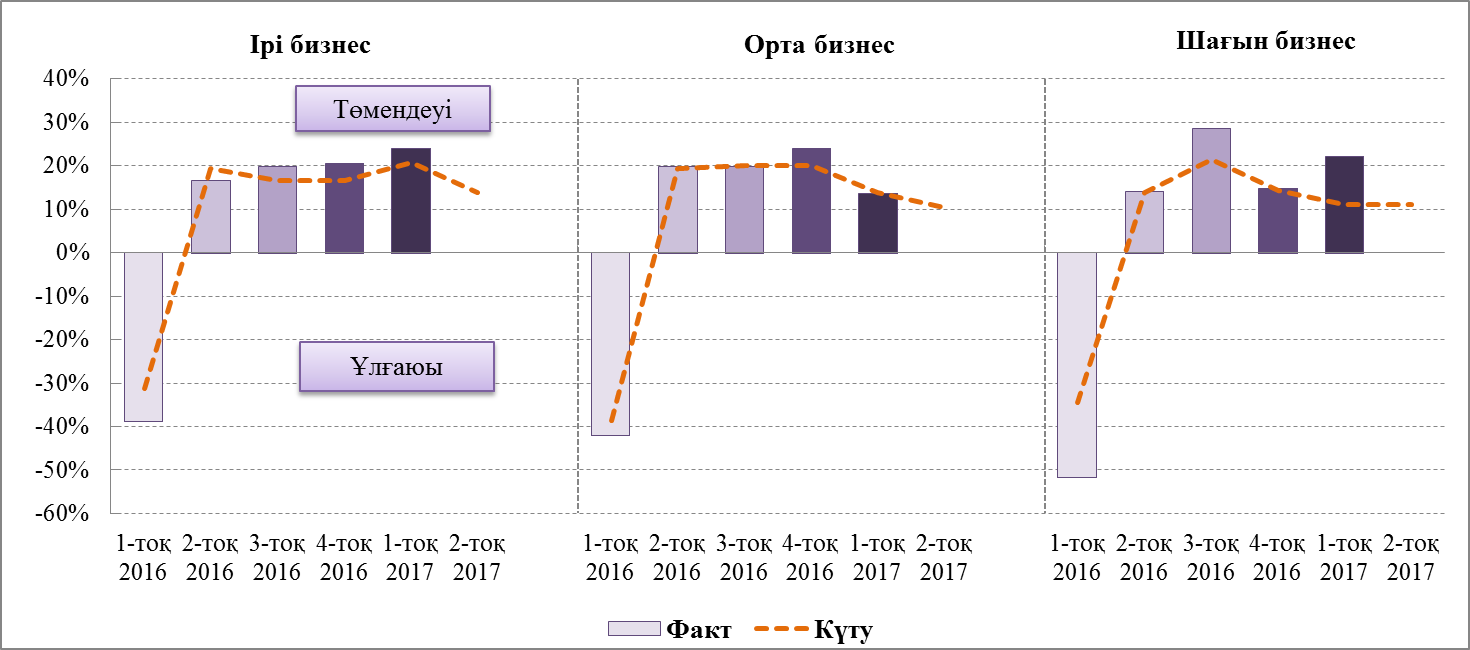 Ірі бизнес
Орта бизнес
Шағын бизнес
40%
30%
20%
10%
0%
-10%
-20%
-30%
-40%
-50%
-60%
Төмендеуі
Ұлғаюы
1-тоқ 2-тоқ 3-тоқ 4-тоқ 1-тоқ 2-тоқ
2016 2016 2016 2016 2017 2017
1-тоқ 2-тоқ 3-тоқ 4-тоқ 1-тоқ 2-тоқ
2016 2016 2016 2016 2017 2017
1-тоқ 2-тоқ 3-тоқ 4-тоқ 1-тоқ 2-тоқ
2016 2016 2016 2016 2017 2017
Факт Күту